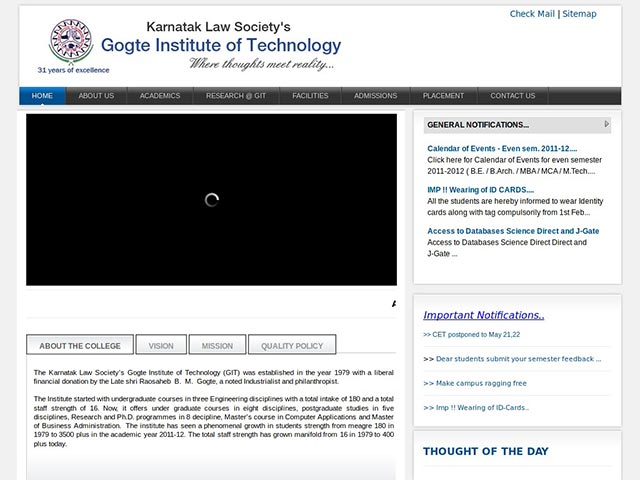 Check Mail | Sitemap
Karnatak Law Society's
Gogte Institute of Technology
Where thoughts meet reality...
31 years of excellence
HOME ABOUT US ACADEMICS RESEARCH @ GIT FACILITIES ADMISSIONS PLACEMENT CONTACT US
GENERAL NOTIFICATIONS...
Calendar of Events - Even sem. 2011-12....
Click here for Calendar of Events for even semester
2011-2012 ( B.E. / B.Arch. / MBA / MCA / M.Tech....
IMP !! Wearing of ID CARDS....
All the students are hereby informed to wear Identity
cards along with tag compulsorily from 1st Feb...
Access to Databases Science Direct and J-Gate
Access to Databases Science Direct Direct and
J-Gate ...
Important Notifications..
>> CET postponed to May 21,22
>> Dear students submit your semester feedback ...
>> Make campus ragging free
>> Imp !! Wearing of ID-Cards..
THOUGHT OF THE DAY
ABOUT THE COLLEGE VISION MISSION QUALITY POLICY
The Karnatak Law Society's Gogte Institute of Technology (GIT) was established in the year 1979 with a liberal
financial donation by the Late shri Raosaheb B. M. Gogte, a noted Industrialist and philanthropist.
The Institute started with undergraduate courses in three Engineering disciplines with a total intake of 180 and a total
staff strength of 16. Now, it offers under graduate courses in eight disciplines, postgraduate studies in five
disciplines, Research and Ph.D. programmes in 8 decipline, Master's course in Computer Applications and Master
of Business Administration. The institute has seen a phenomenal growth in students strength from meagre 180 in
1979 to 3500 plus in the academic year 2011-12. The total staff strength has grown manifold from 16 in 1979 to 400
plus today.